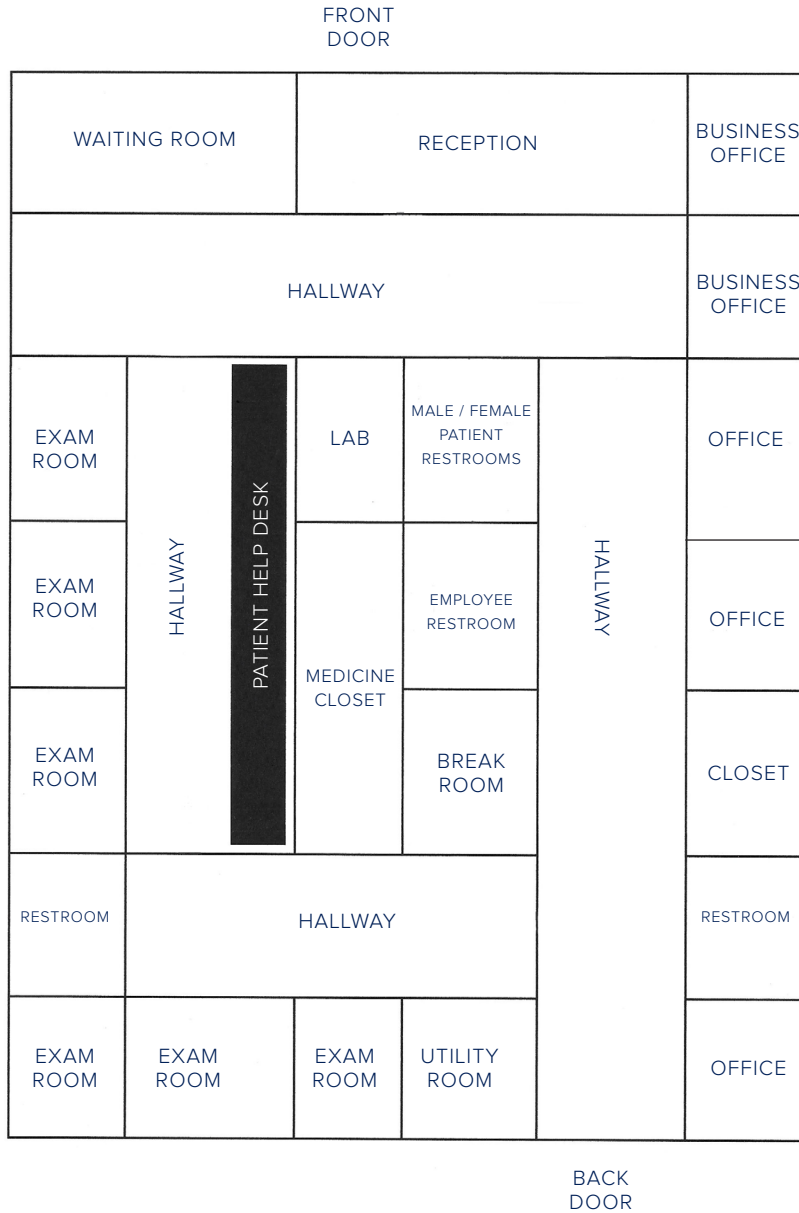 FRONT
DOOR
WAITING ROOM
RECEPTION
BUSINESS
OFFICE
HALLWAY
BUSINESS
OFFICE
EXAM
ROOM
HALLWAY
PATIENT HELP DESK
LAB
MALE / FEMALE
PATIENT
RESTROOMS
HALLWAY
OFFICE
EXAM
ROOM
MEDICINE
CLOSET
EMPLOYEE
RESTROOM
OFFICE
EXAM
ROOM
BREAK
ROOM
CLOSET
RESTROOM
HALLWAY
RESTROOM
EXAM
ROOM
EXAM
ROOM
EXAM
ROOM
UTILITY
ROOM
OFFICE
BACK
DOOR